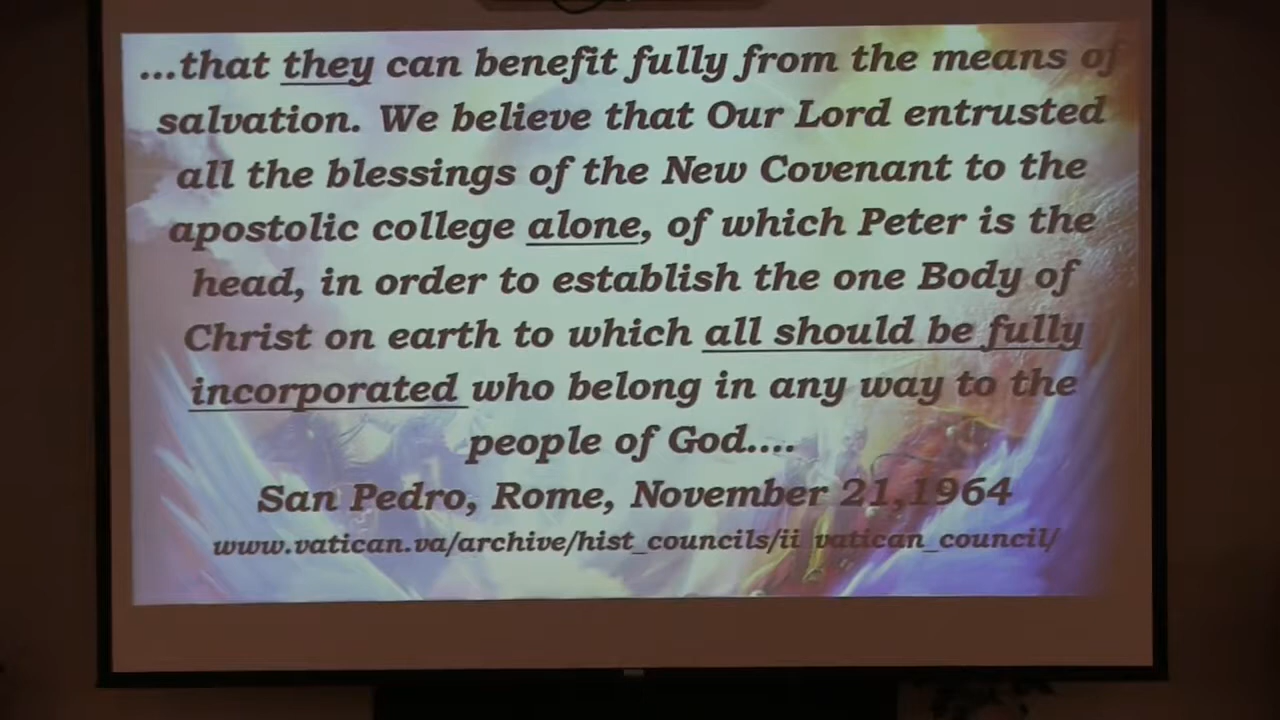 ...that they can benefit fully from the means of
salvation. We believe that Our Lord entrusted
all the blessings of the New Covenant to the
apostolic college alone, of which Peter is the
head, in order to establish the one Body of
Christ on earth to which all should be fully
incorporated who belong in any way to the
people of God....
San Pedro, Rome, November 21,1964
www.vatican.va/archive/hist_councils/ii_vatican_council/